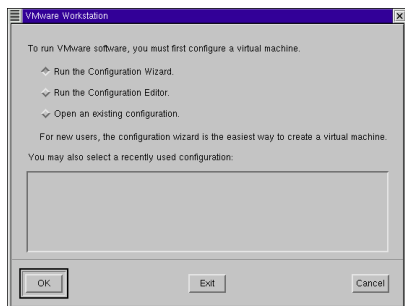 VMware Workstation
To run VMware software, you must first configure a virtual machine.
Run the Configuration Wizard.
Run the Configuration Editor.
Open an existing configuration.
For new users, the configuration wizard is the easiest way to create a virtual machine.
You may also select a recently used configuration:
OK Exit Cancel